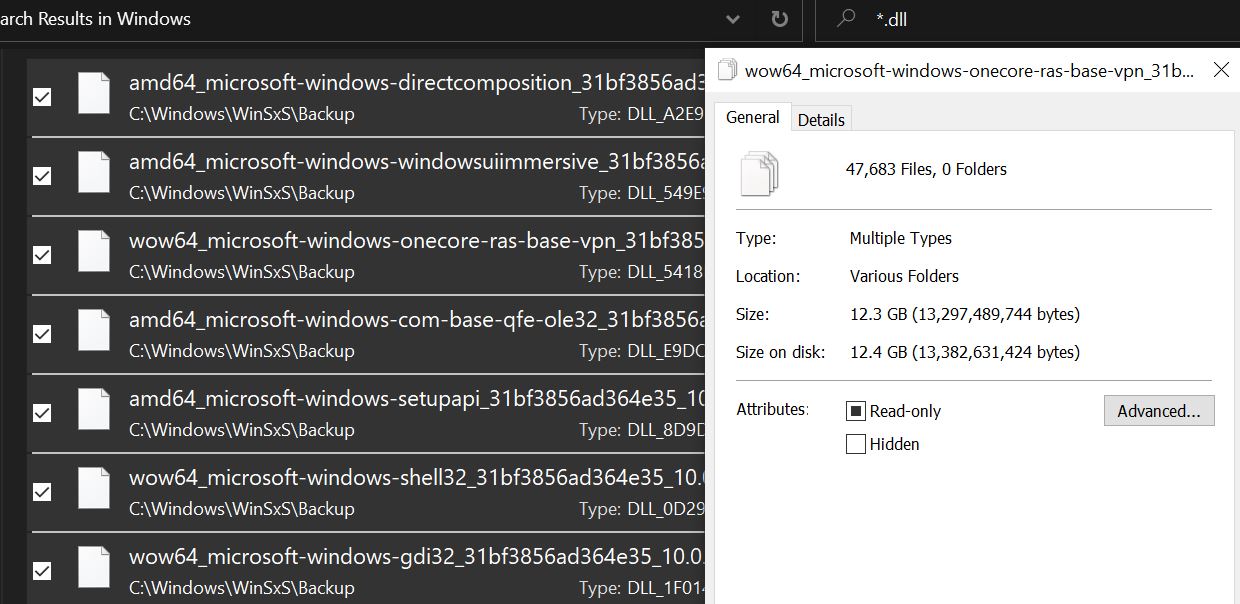 arch Results in Windows
*.dll
amd64_microsoft-windows-directcomposition_31bf3856ad3
C:\Windows\WinSxS\Backup Type: DLL_A2E9
amd64_microsoft-windows-windowsuiimmersive_31bf3856a
C:\Windows\WinSxS\Backup Type: DLL_549E9
wow64_microsoft-windows-onecore-ras-base-vpn_31bf385
C:\Windows\WinSxS\Backup Type: DLL_5418
amd64_microsoft-windows-com-base-qfe-ole32_31bf3856a
C:\Windows\WinSxS\Backup Type: DLL_E9DC
amd64_microsoft-windows-setupapi_31bf3856ad364e35_10
C:\Windows\WinSxS\Backup Type: DLL_8D9D
wow64_microsoft-windows-shell32_31bf3856ad364e35_10.0
C:\Windows\WinSxS\Backup Type: DLL_0D29
wow64_microsoft-windows-gdi32_31bf3856ad364e35_10.0.
C:\Windows\WinSxS\Backup Type: DLL_1F014
wow64_microsoft-windows-onecore-ras-base-vpn_31b...
General Details
47,683 Files, 0 Folders
Type: Multiple Types
Location: Various Folders
Size: 12.3 GB (13,297,489,744 bytes)
Size on disk: 12.4 GB (13,382,631,424 bytes)
Attributes: Read-only Advanced...
Hidden